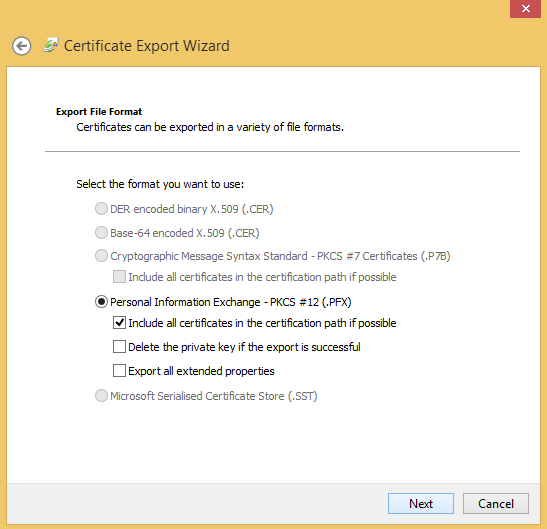 Certificate Export Wizard
Export File Format
Certificates can be exported in a variety of file formats.
Select the format you want to use:
DER encoded binary X.509 (.CER)
Base-64 encoded X.509 (.CER)
Cryptographic Message Syntax Standard - PKCS #7 Certificates (.P7B)
Include all certificates in the certification path if possible
Personal Information Exchange - PKCS #12 (.PFX)
Include all certificates in the certification path if possible
Delete the private key if the export is successful
Export all extended properties
Microsoft Serialised Certificate Store (.SST)
Next Cancel